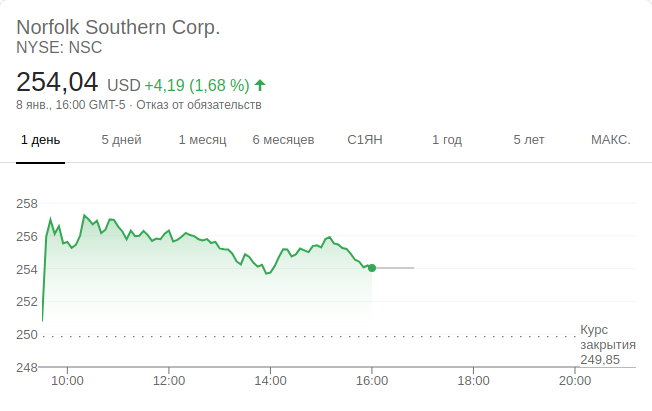 Norfolk Southern Corp.
NYSE: NSC
254,04 USD +4,19 (1,68 %)
8 янв., 16:00 GMT-5 · Отказ от обязательств
1 день 5 дней 1 месяц 6 месяцев С1ЯН 1 год 5 лет МАКС.
258
256
254
252
250
Курс
закрытия
249,85
248
10:00 12:00 14:00 16:00 18:00 20:00